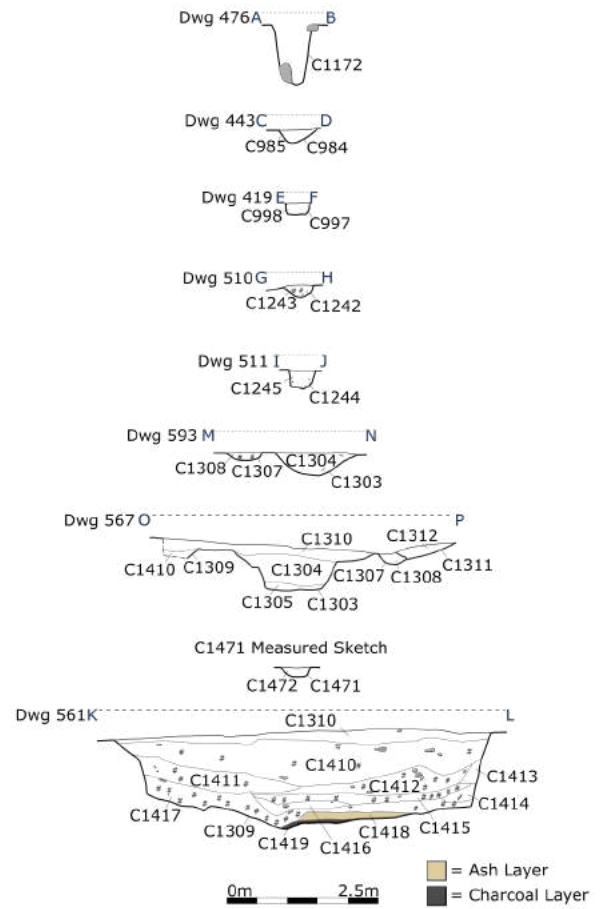 Dwg 476 A B
C1172
Dwg 443 C D
C985 C984
Dwg 419 E F
C998 C997
Dwg 510 G H
C1243 C1242
Dwg 511 I J
C1245 C1244
Dwg 593 M N
C1308 C1307 C1304
C1303
Dwg 567 O P
C1310 C1312
C1410 C1309 C1304 C1307 C1308 C1311
C1305 C1303
C1471 Measured Sketch
C1472 C1471
Dwg 561 K L
C1310
C1410
C1411 C1412 C1413
C1414
C1417 C1309 C1418 C1415
C1419 C1416
= Ash Layer
= Charcoal Layer
0m 2.5m